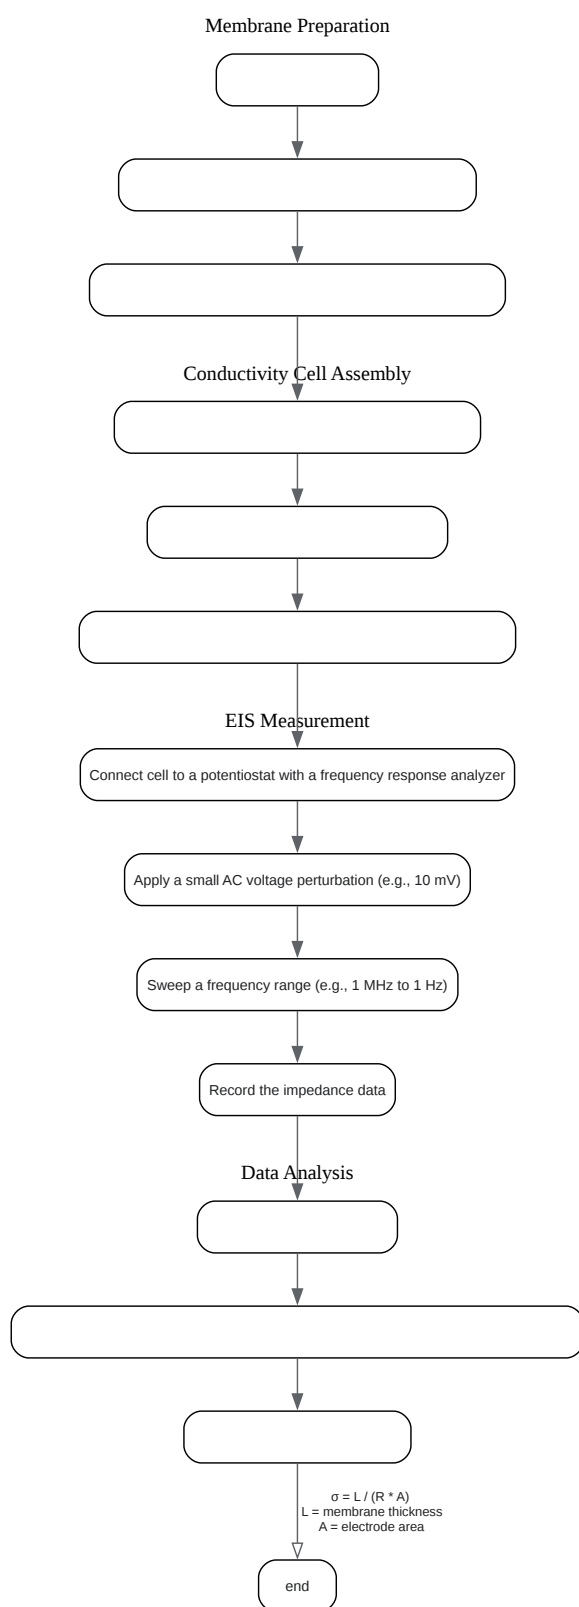 Membrane Preparation
Conductivity Cell Assembly
EIS Measurement
Connect cell to a potentiostat with a frequency response analyzer
Apply a small AC voltage perturbation (e.g., 10 mV)
Sweep a frequency range (e.g., 1 MHz to 1 Hz)
Record the impedance data
Data Analysis
σ = L / (R * A)
L = membrane thickness
A = electrode area
end